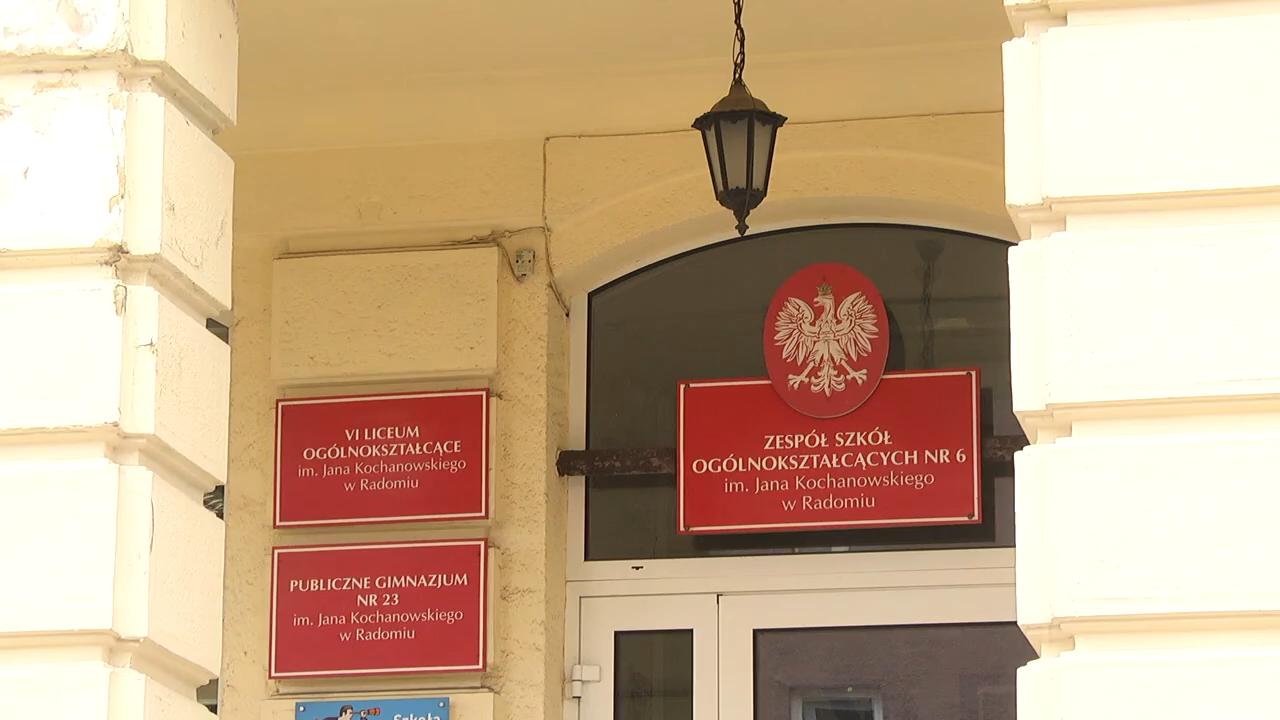 VI LICEUM
OGÓLNOKSZTAŁCĄCE
im. Jana Kochanowskiego
w Radomiu
PUBLICZNE GIMNAZJUM
NR 23
im. Jana Kochanowskiego
w Radomiu
Szkoła
ZESPÓŁ SZKÓŁ
OGÓLNOKSZTAŁCĄCYCH NR 6
im. Jana Kochanowskiego
w Radomiu